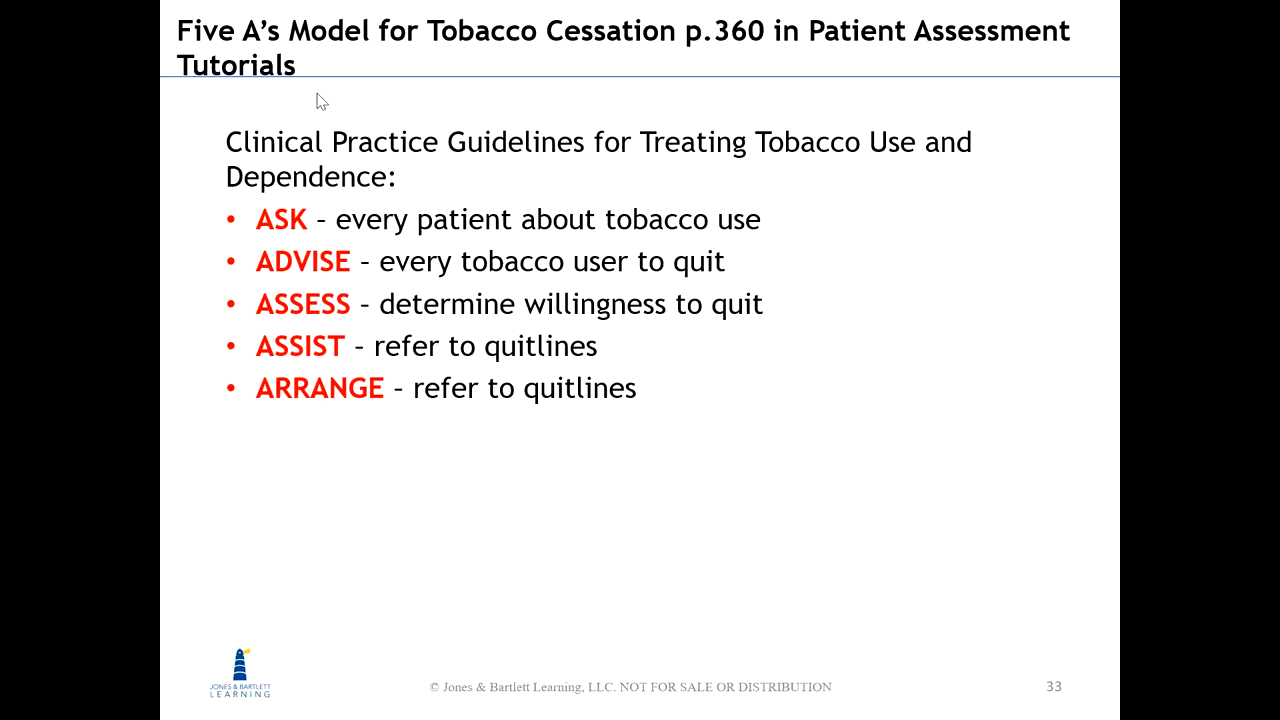 Five A’s Model for Tobacco Cessation p.360 in Patient Assessment
Tutorials
Clinical Practice Guidelines for Treating Tobacco Use and
Dependence:
• ASK – every patient about tobacco use
• ADVISE – every tobacco user to quit
• ASSESS – determine willingness to quit
• ASSIST – refer to quitlines
• ARRANGE – refer to quitlines
JONES & BARTLETT
LEARNING
© Jones & Bartlett Learning, LLC. NOT FOR SALE OR DISTRIBUTION
33